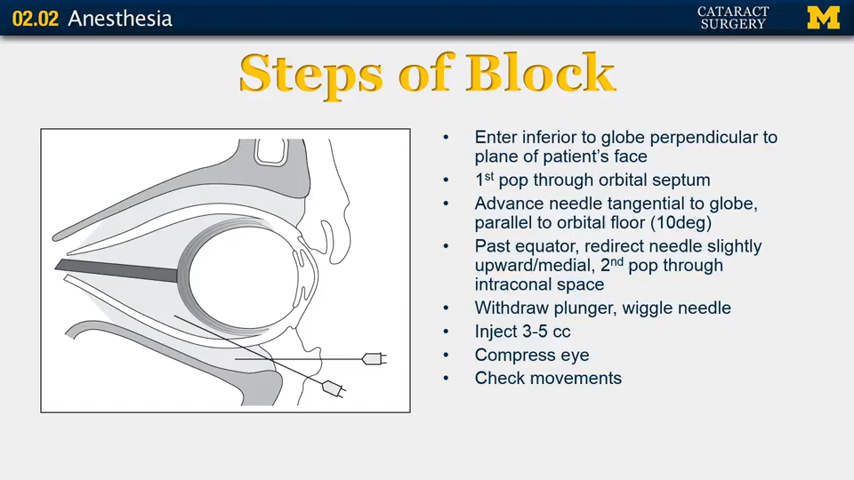 02.02 Anesthesia
CATARACT
SURGERY
M
Steps of Block
• Enter inferior to globe perpendicular to
plane of patient's face
• 1st pop through orbital septum
• Advance needle tangential to globe,
parallel to orbital floor (10deg)
• Past equator, redirect needle slightly
upward/medial, 2nd pop through
intraconal space
• Withdraw plunger, wiggle needle
• Inject 3-5 cc
• Compress eye
• Check movements